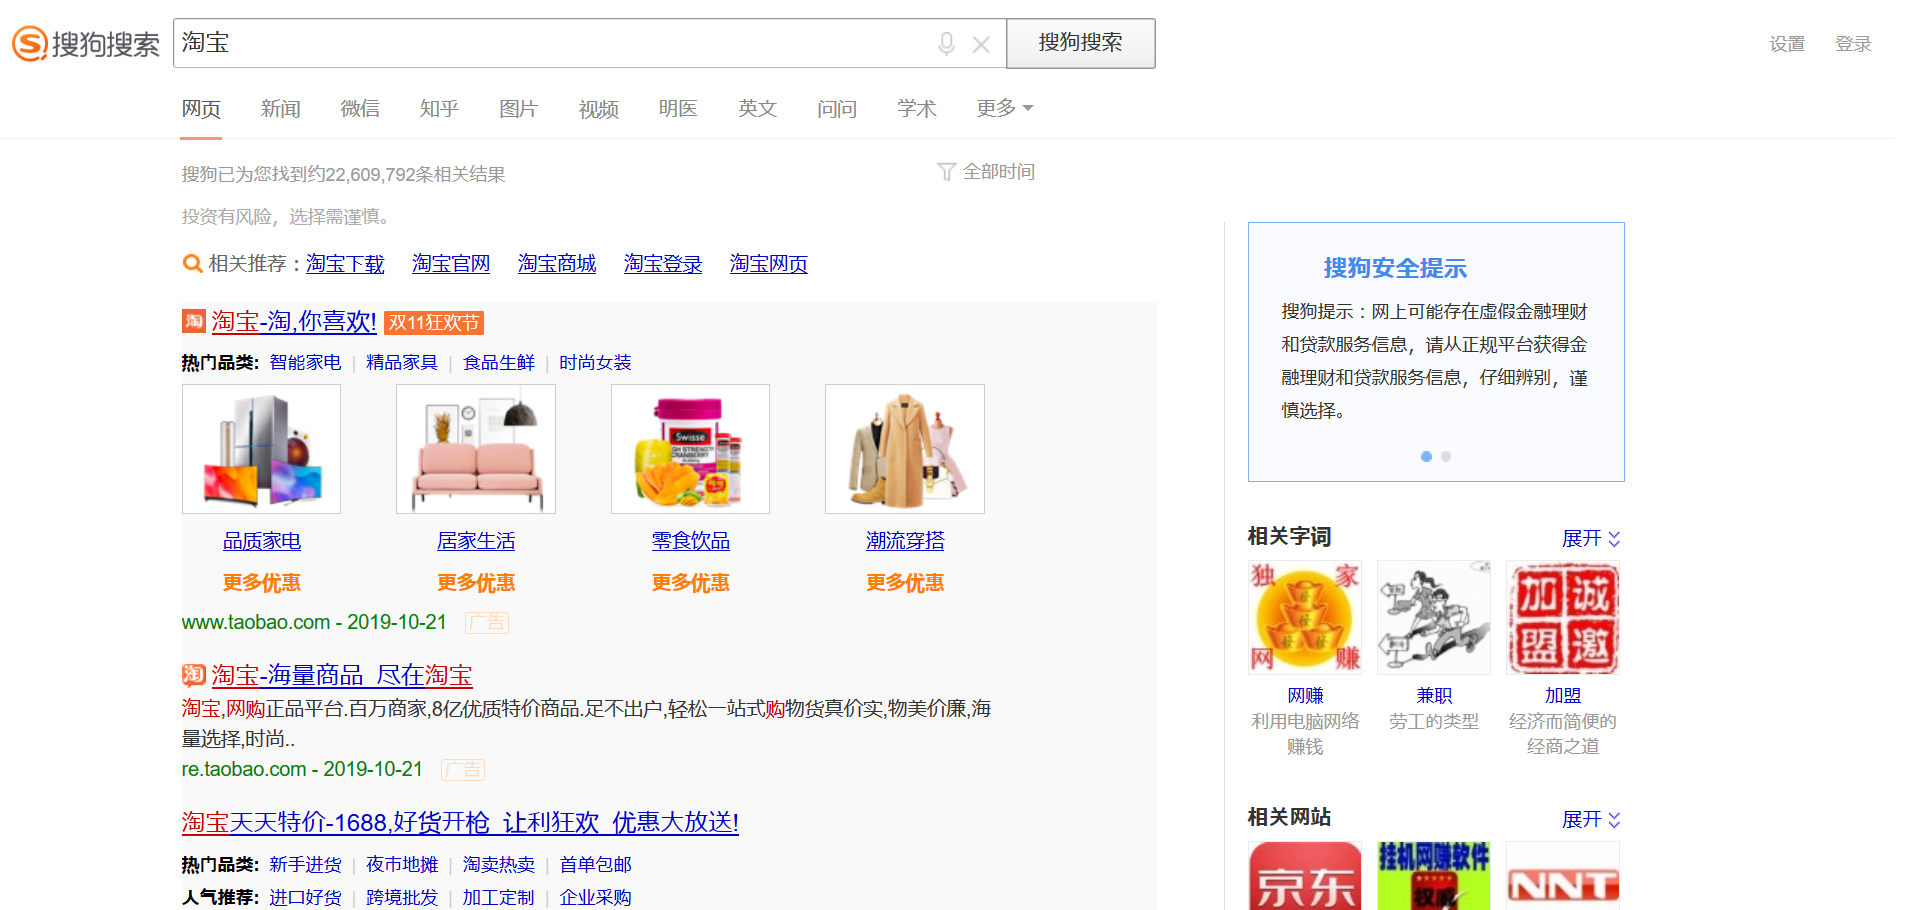 搜狗搜索
淘宝
搜狗搜索
设置 登录
网页 新闻 微信 知乎 图片 视频 明医 英文 问问 学术 更多
搜狗已为您找到约22,609,792条相关结果
全部时间
投资有风险，选择需谨慎。
相关推荐：淘宝下载 淘宝官网 淘宝商城 淘宝登录 淘宝网页
淘 淘宝-淘,你喜欢! 双11狂欢节
热门品类: 智能家电 | 精品家具 | 食品生鲜 | 时尚女装
Swisse
品质家电 居家生活 零食饮品 潮流穿搭
更多优惠 更多优惠 更多优惠 更多优惠
www.taobao.com - 2019-10-21 广告
淘 淘宝-海量商品_尽在淘宝
淘宝,网购正品平台.百万商家,8亿优质特价商品.足不出户,轻松一站式购物货真价实,物美价廉,海
量选择,时尚..
re.taobao.com - 2019-10-21 广告
淘宝天天特价-1688,好货开枪_让利狂欢_优惠大放送!
热门品类: 新手进货 | 夜市地摊 | 淘卖热卖 | 首单包邮
人气推荐: 进口好货 | 跨境批发 | 加工定制 | 企业采购
搜狗安全提示
搜狗提示：网上可能存在虚假金融理财
和贷款服务信息，请从正规平台获得金
融理财和贷款服务信息，仔细辨别，谨
慎选择。
相关字词 展开
独家
网赚
加诚
盟邀
网赚 兼职 加盟
利用电脑网络 劳工的类型 经济而简便的
赚钱 经商之道
相关网站 展开
京东
挂机网赚软件
权威
NNT